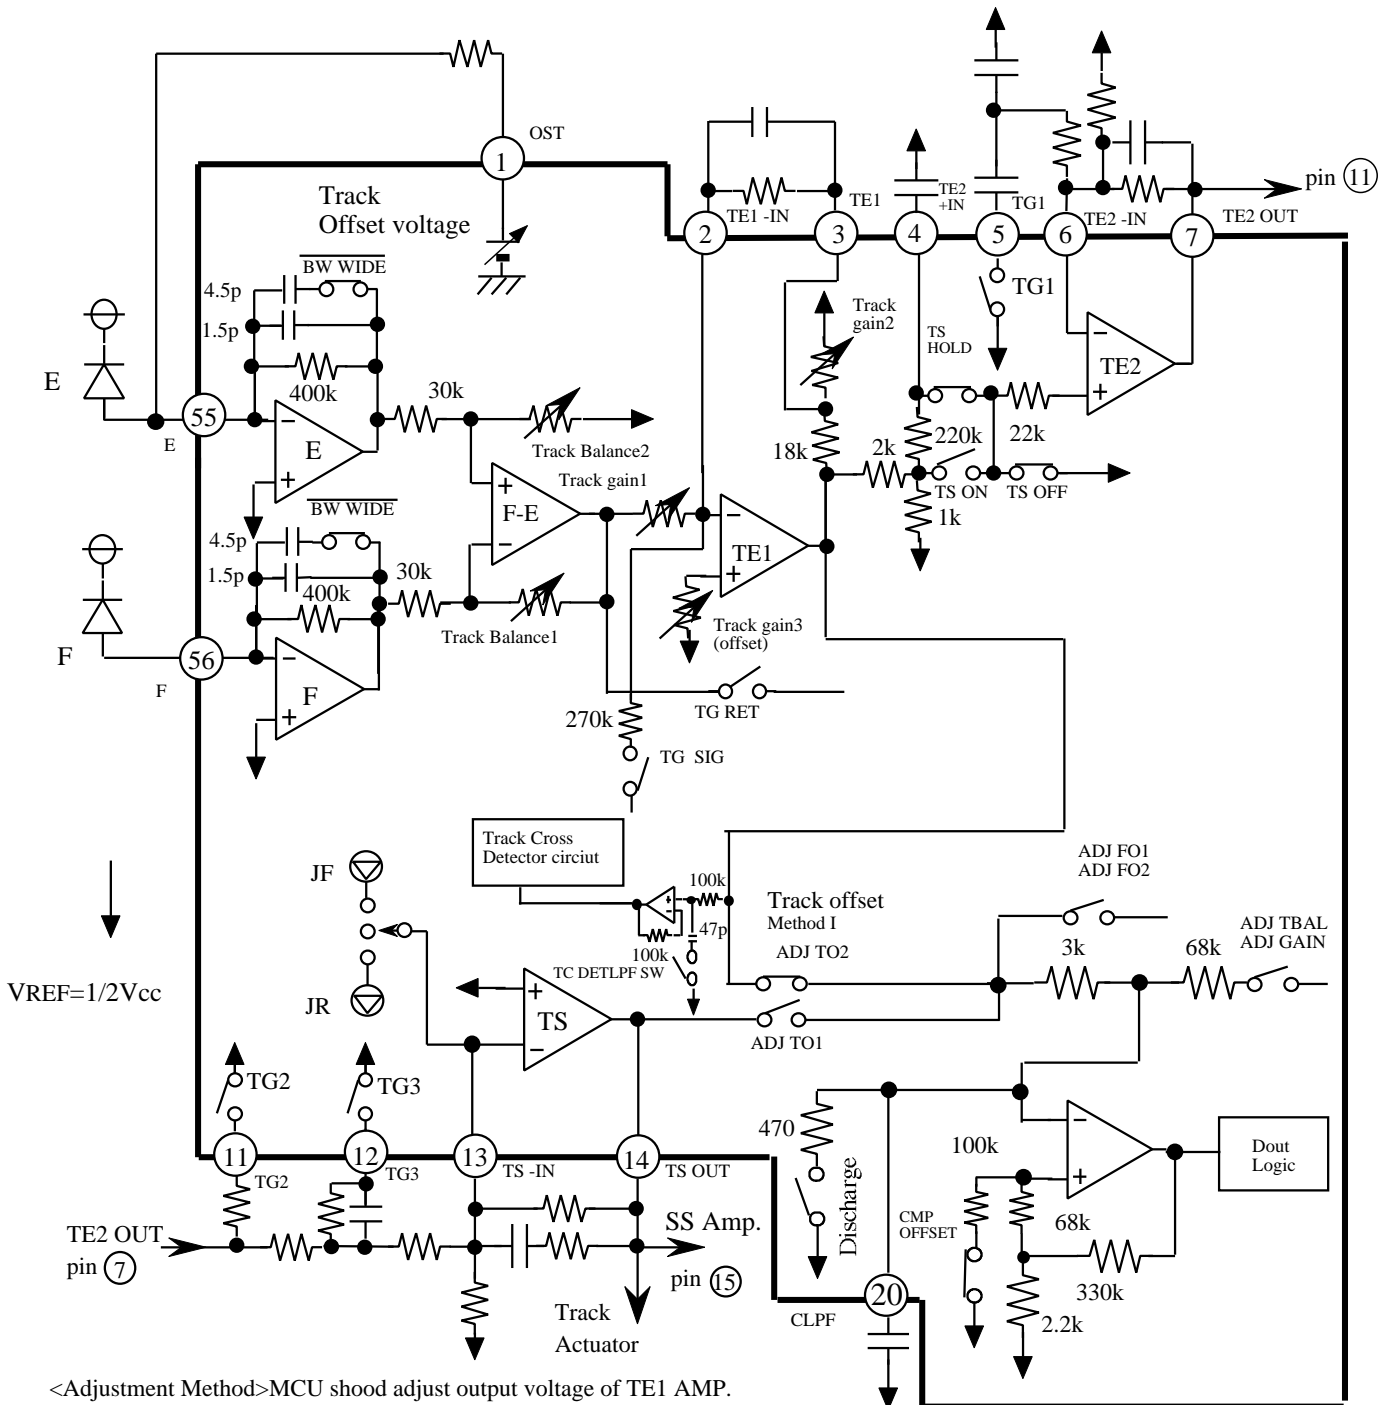 OST
1
Track
Offset voltage
BW WIDE
4.5p
1.5p
400k
E
55
E
E
30k
Track Balance2
BW WIDE
4.5p
1.5p
400k
F
56
F
F
30k
Track Balance1
F-E
Track gain1
TE1 -IN
2
TE1
3
TE2
+IN
4
TG1
5
TE2 -IN
6
TE2 OUT
7
pin 11
TG1
Track
gain2
TS
HOLD
TE2
18k
2k
220k
22k
TS ON
TS OFF
1k
TE1
Track gain3
(offset)
TG RET
270k
TG SIG
Track Cross
Detector circiut
100k
47p
100k
TC DETLPF SW
Track offset
Method I
ADJ TO2
ADJ TO1
ADJ FO1
ADJ FO2
3k
68k
ADJ TBAL
ADJ GAIN
VREF=1/2Vcc
JF
JR
TS
TG2
TG3
11
TG2
12
TG3
13
TS -IN
14
TS OUT
TE2 OUT
pin 7
SS Amp.
pin 15
Track
Actuator
470
Discharge
20
CLPF
100k
CMP
OFFSET
68k
330k
2.2k
Dout
Logic
<Adjustment Method>MCU shood adjust output voltage of TE1 AMP.